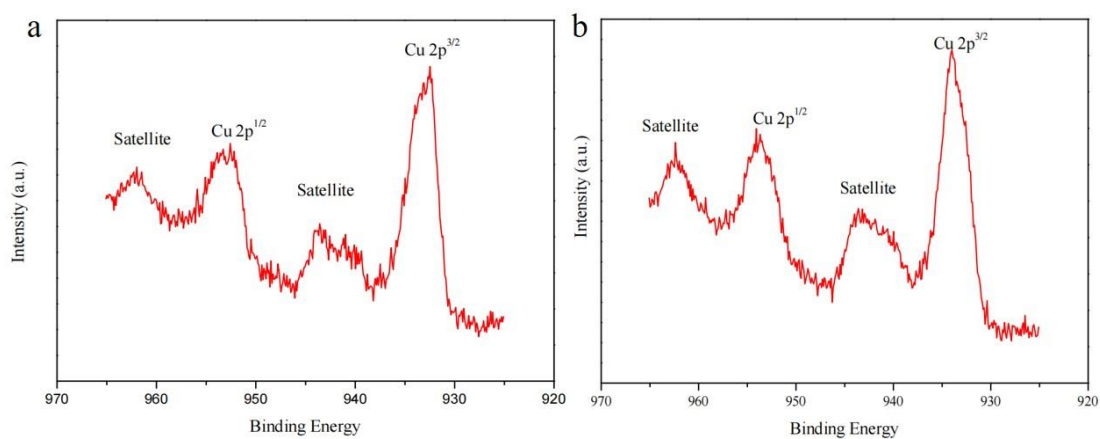 a
Cu 2p3/2
Cu 2p1/2
Satellite
Satellite
Intensity (a.u.)
970 960 950 940 930 920
Binding Energy
b
Cu 2p3/2
Cu 2p1/2
Satellite
Satellite
Intensity (a.u.)
970 960 950 940 930 920
Binding Energy